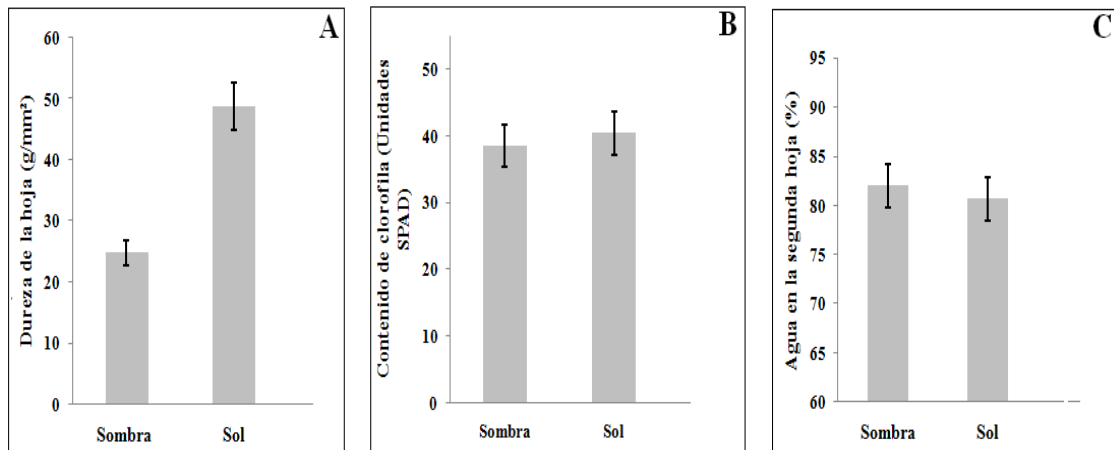 A
Dureza de la hoja (g/mm²)
60
50
40
30
20
10
0
Sombra
Sol
B
Contenido de clorofila (Unidades
SPAD)
50
40
30
20
10
0
Sombra
Sol
C
Agua en la segunda hoja (%)
95
90
85
80
75
70
65
60
Sombra
Sol